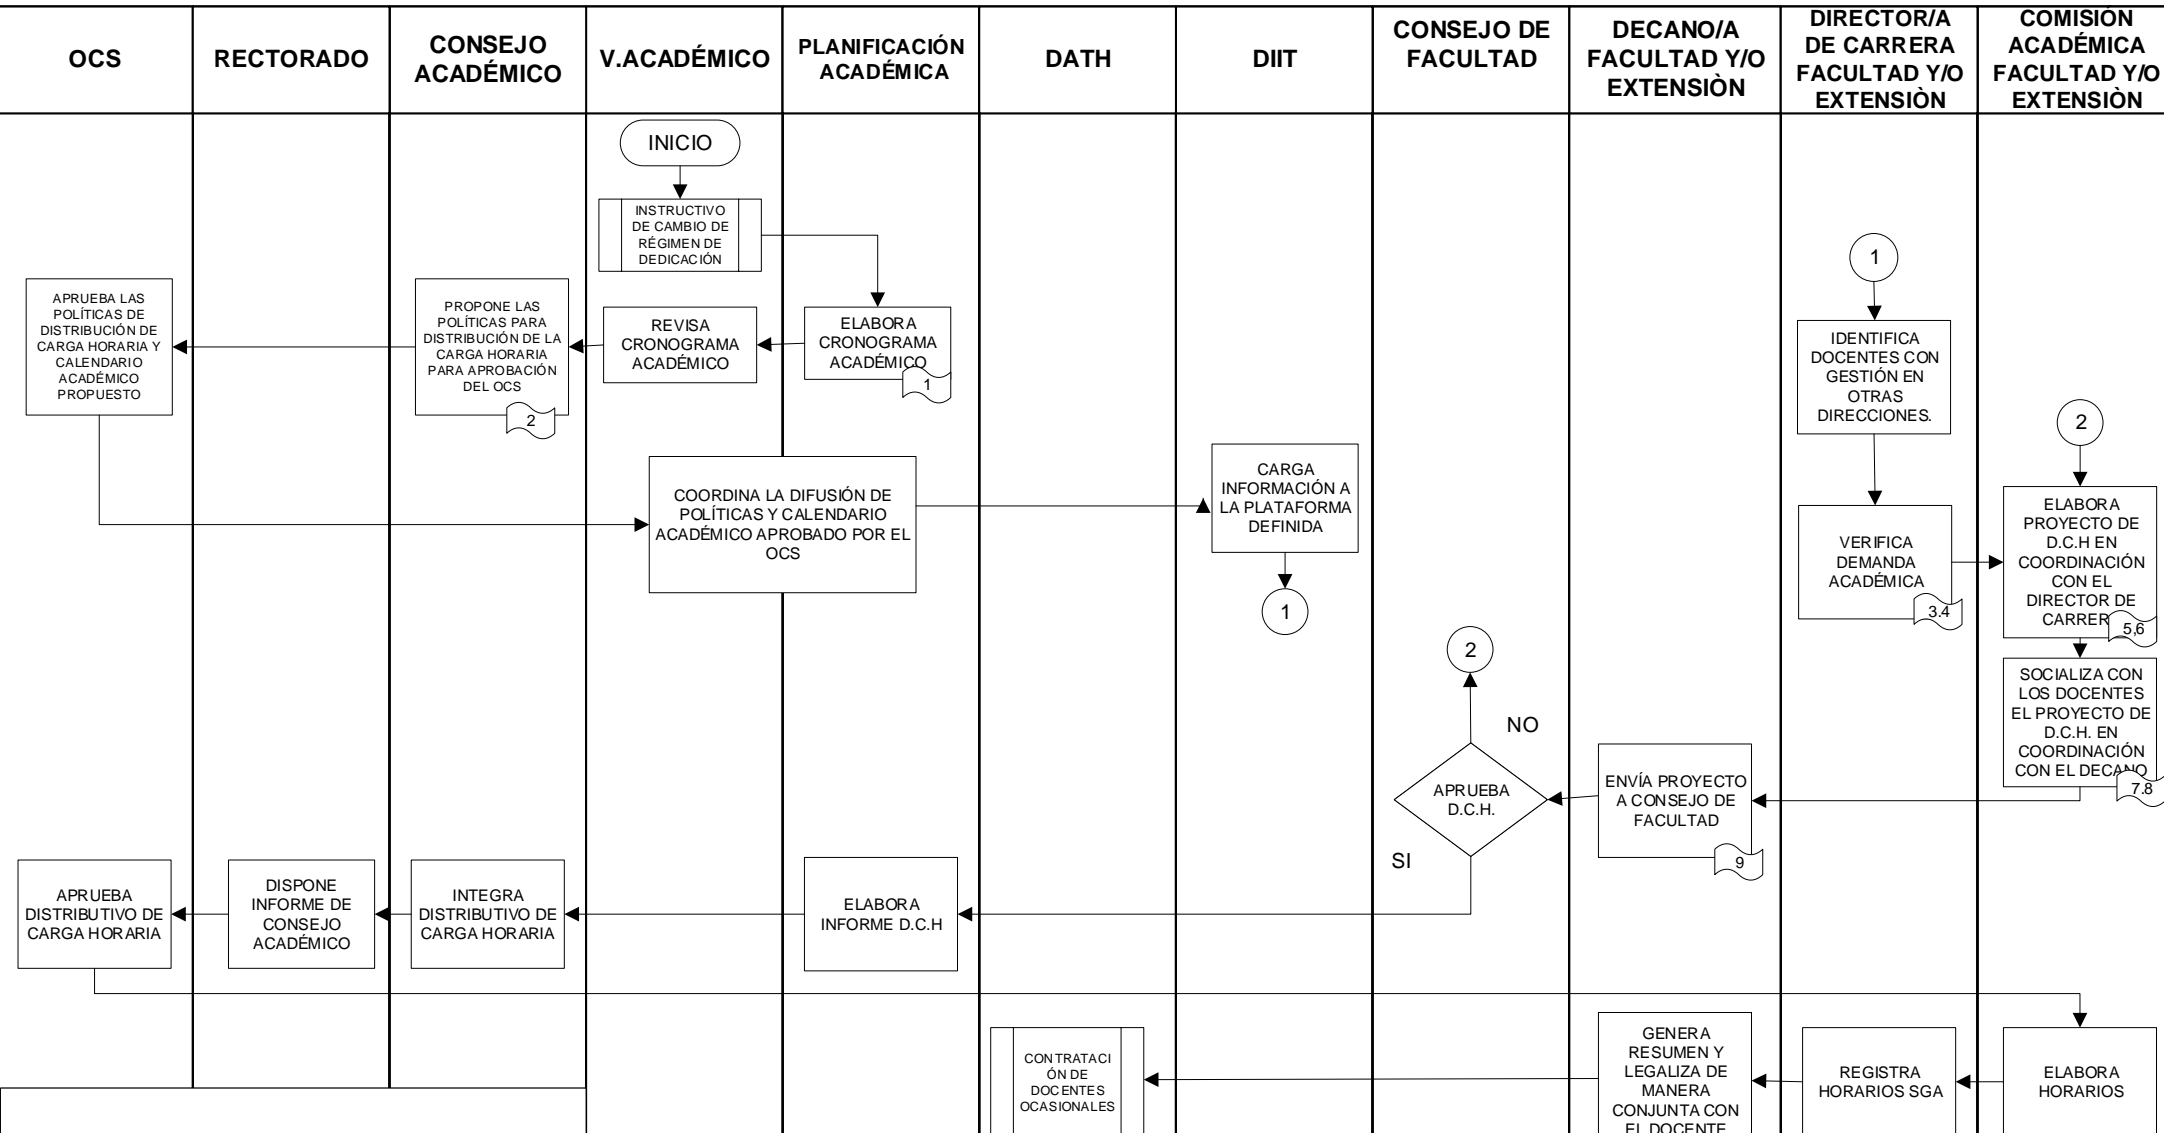 OCS
RECTORADO
CONSEJO
ACADÉMICO
V.ACADÉMICO
PLANIFICACIÓN
ACADÉMICA
DATH
DIIT
CONSEJO DE
FACULTAD
DECANO/A
FACULTAD Y/O
EXTENSIÒN
DIRECTOR/A
DE CARRERA
FACULTAD Y/O
EXTENSIÒN
COMISIÓN
ACADÉMICA
FACULTAD Y/O
EXTENSIÒN
INICIO
INSTRUCTIVO
DE CAMBIO DE
RÉGIMEN DE
DEDICACIÓN
APRUEBA LAS
POLÍTICAS DE
DISTRIBUCIÓN DE
CARGA HORARIA Y
CALENDARIO
ACADÉMICO
PROPUESTO
PROPONE LAS
POLÍTICAS PARA
DISTRIBUCIÓN DE LA
CARGA HORARIA
PARA APROBACIÓN
DEL OCS
2
REVISA
CRONOGRAMA
ACADÉMICO
ELABORA
CRONOGRAMA
ACADÉMICO
1
1
IDENTIFICA
DOCENTES CON
GESTIÓN EN
OTRAS
DIRECCIONES.
2
COORDINA LA DIFUSIÓN DE
POLÍTICAS Y CALENDARIO
ACADÉMICO APROBADO POR EL
OCS
CARGA
INFORMACIÓN A
LA PLATAFORMA
DEFINIDA
1
VERIFICA
DEMANDA
ACADÉMICA
3.4
ELABORA
PROYECTO DE
D.C.H EN
COORDINACIÓN
CON EL
DIRECTOR DE
CARRER
5,6
2
NO
SOCIALIZA CON
LOS DOCENTES
EL PROYECTO DE
D.C.H. EN
COORDINACIÓN
CON EL DECANO
7.8
APRUEBA
D.C.H.
ENVÍA PROYECTO
A CONSEJO DE
FACULTAD
9
SI
APRUEBA
DISTRIBUTIVO DE
CARGA HORARIA
DISPONE
INFORME DE
CONSEJO
ACADÉMICO
INTEGRA
DISTRIBUTIVO DE
CARGA HORARIA
ELABORA
INFORME D.C.H
CONTRATACI
ÓN DE
DOCENTES
OCASIONALES
GENERA
RESUMEN Y
LEGALIZA DE
MANERA
CONJUNTA CON
EL DOCENTE
REGISTRA
HORARIOS SGA
ELABORA
HORARIOS